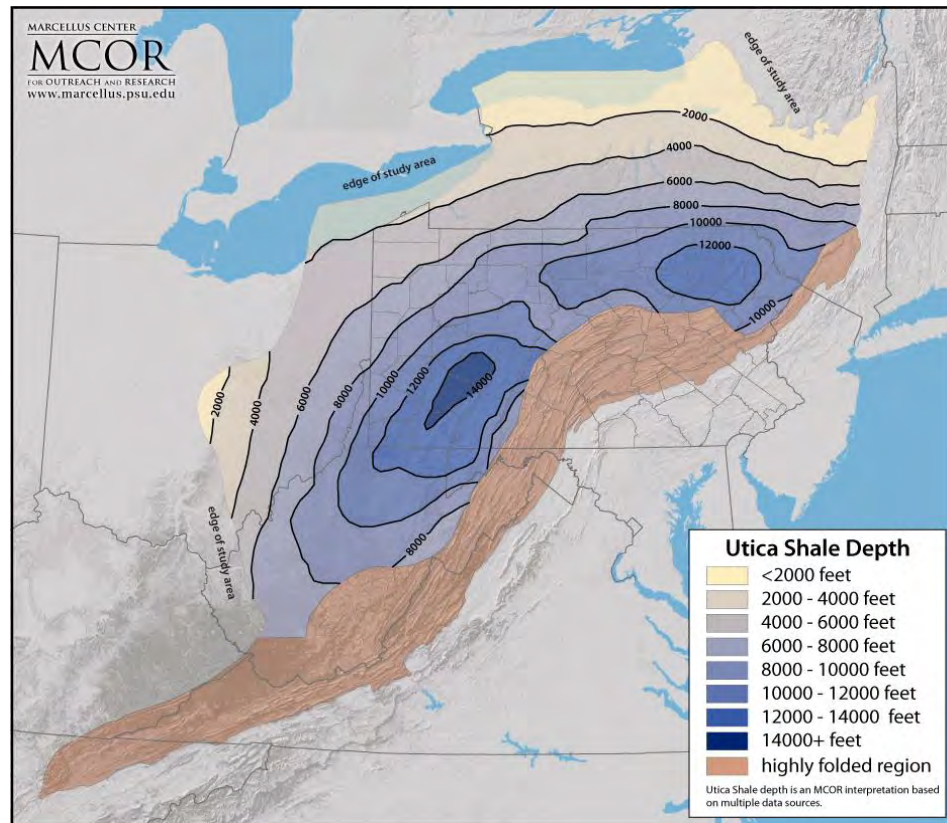 MARCELLUS CENTER
MCOR
FOR OUTREACH AND RESEARCH
www.marcellus.psu.edu
edge of study area
edge of study area
edge of study area
2000
4000
6000
8000
10000
12000
10000
2000
4000
6000
8000
10000
12000
14000
8000
Utica Shale Depth
<2000 feet
2000 - 4000 feet
4000 - 6000 feet
6000 - 8000 feet
8000 - 10000 feet
10000 - 12000 feet
12000 - 14000 feet
14000+ feet
highly folded region
Utica Shale depth is an MCOR interpretation based
on multiple data sources.